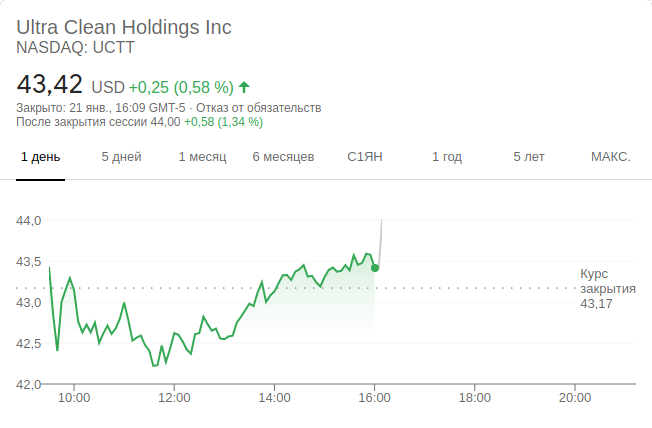 Ultra Clean Holdings Inc
NASDAQ: UCTT
43,42 USD +0,25 (0,58 %)
Закрыто: 21 янв., 16:09 GMT-5 · Отказ от обязательств
После закрытия сессии 44,00 +0,58 (1,34 %)
1 день 5 дней 1 месяц 6 месяцев С1ЯН 1 год 5 лет МАКС.
44,0
43,5
Курс
закрытия
43,17
43,0
42,5
42,0
10:00 12:00 14:00 16:00 18:00 20:00